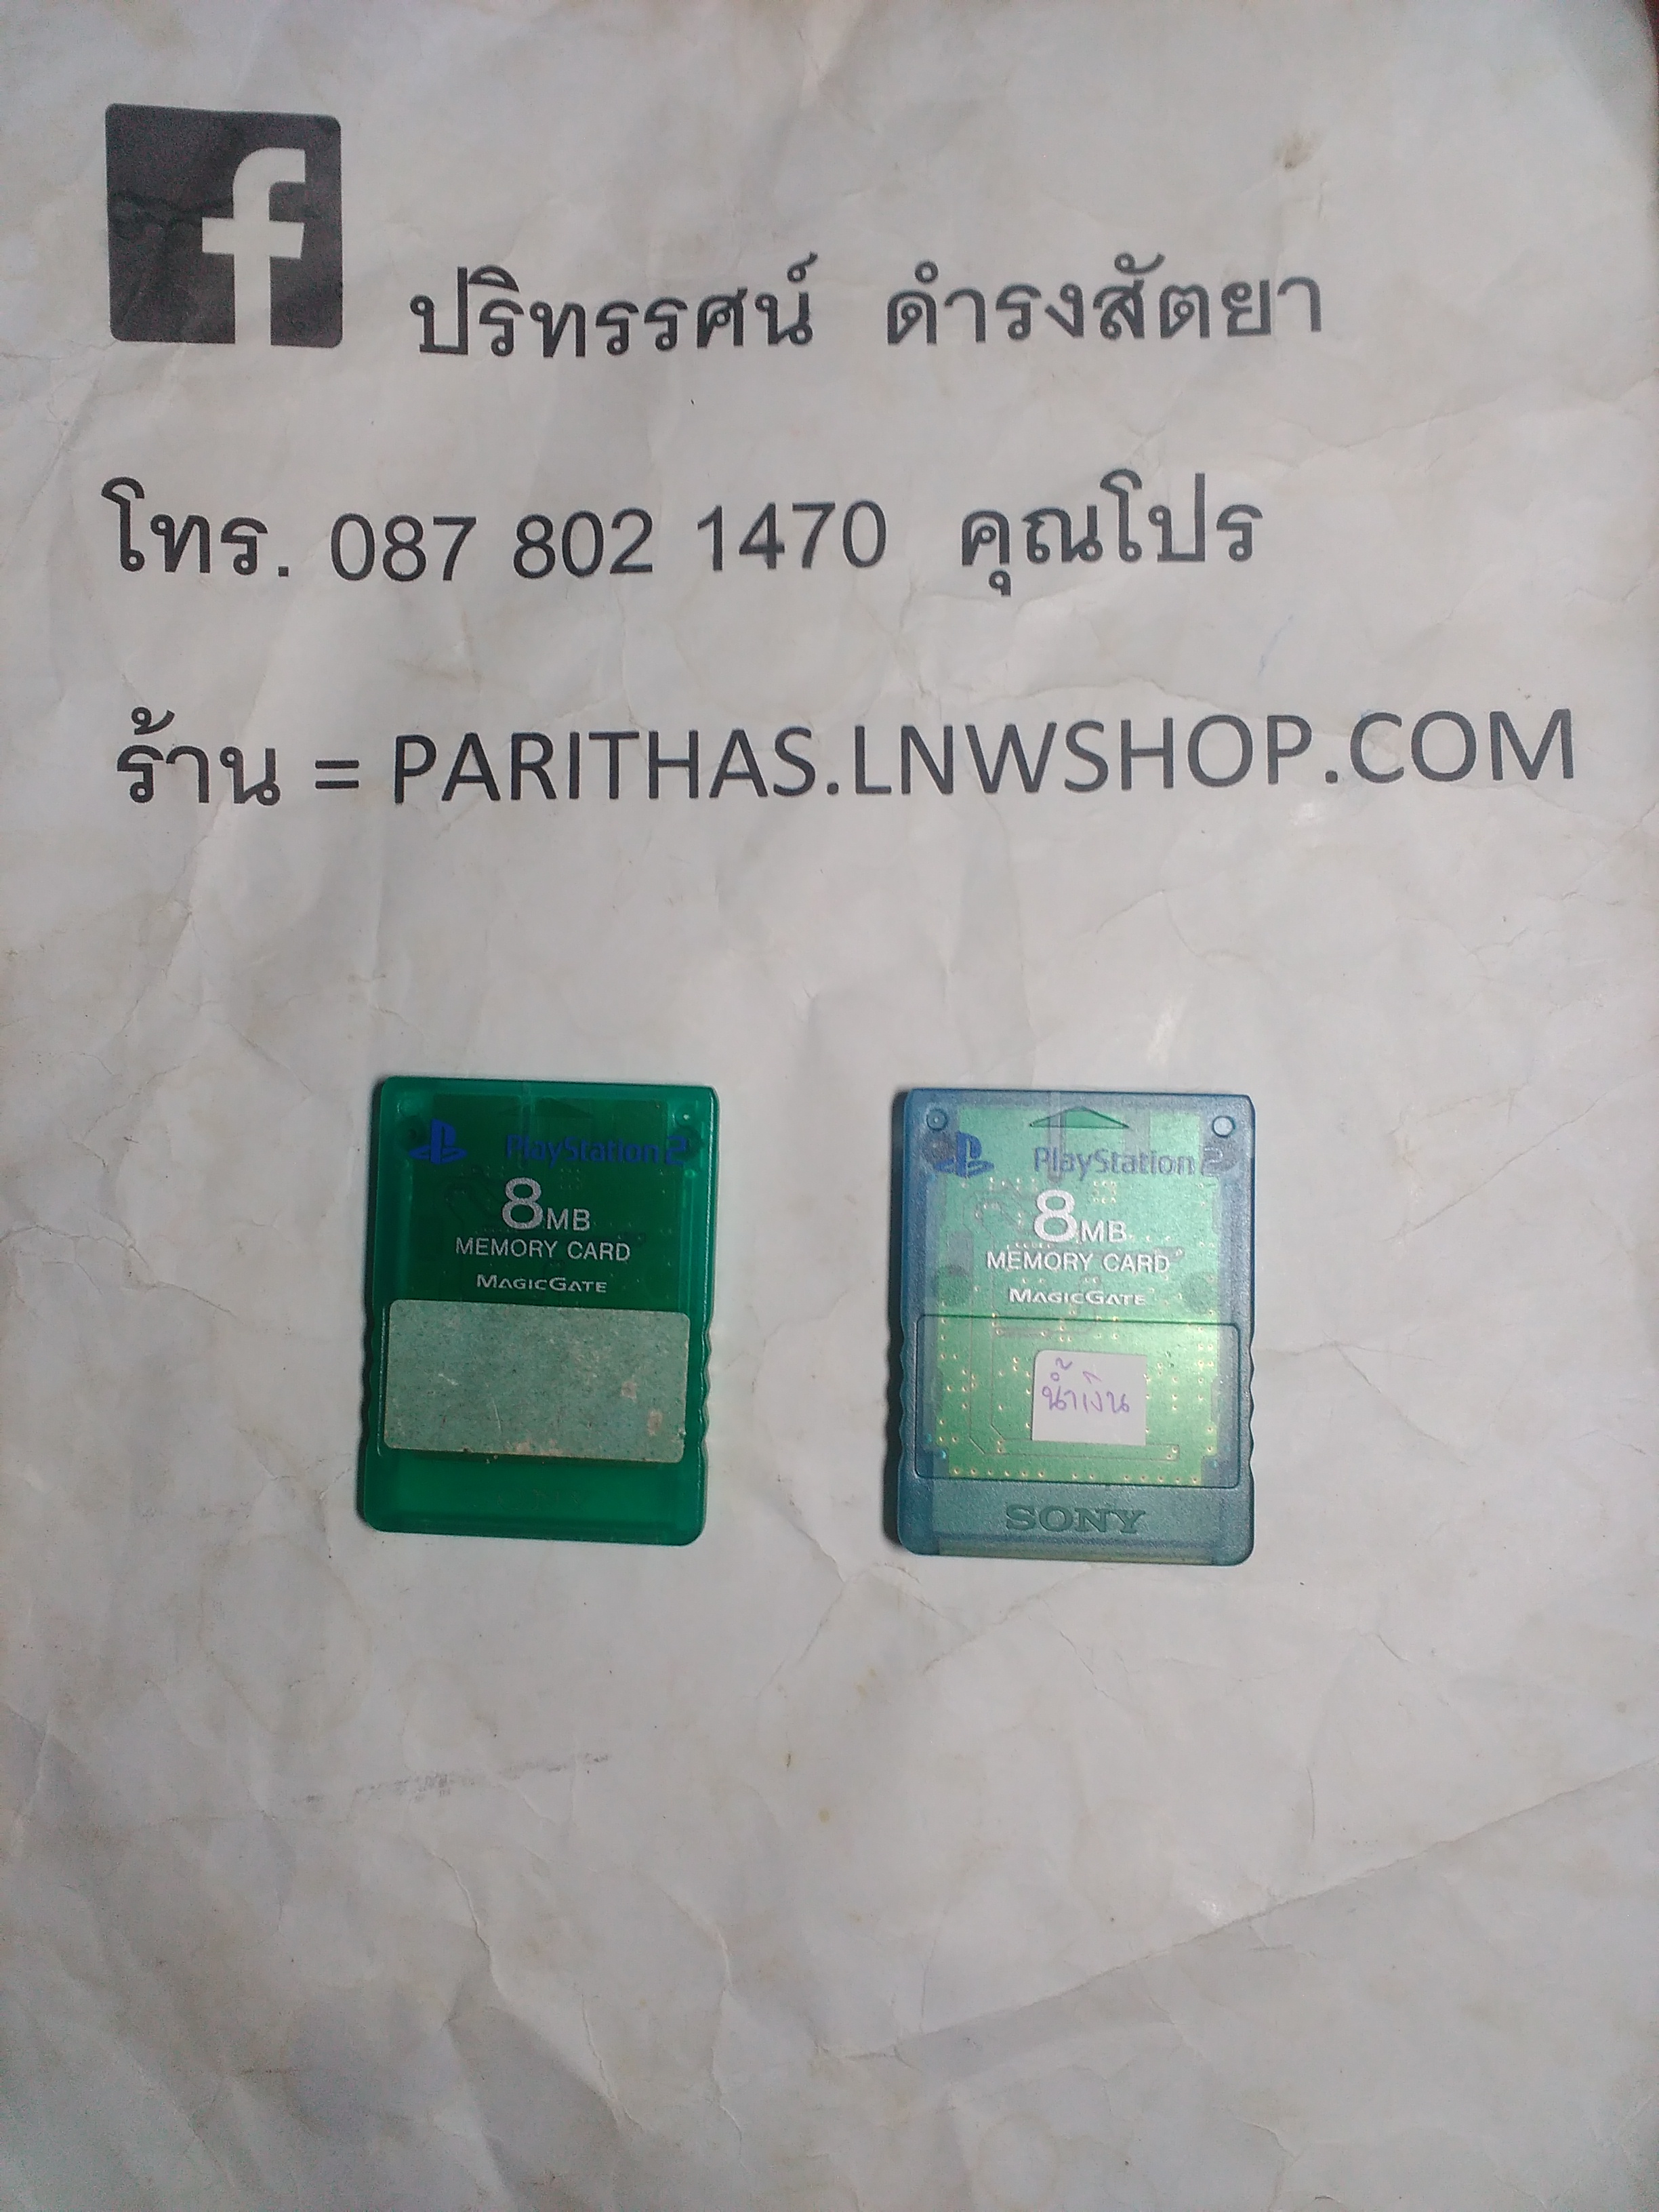 f
ปริทรรศน์ ดำรงสัตยา
โทร. 087 802 1470 คุณโปร
ร้าน = PARITHAS.LNWSHOP.COM
PlayStation 2
8MB
MEMORY CARD
MAGICGATE
PlayStation 2
8MB
MEMORY CARD
MAGICGATE
น้ำเงิน
SONY